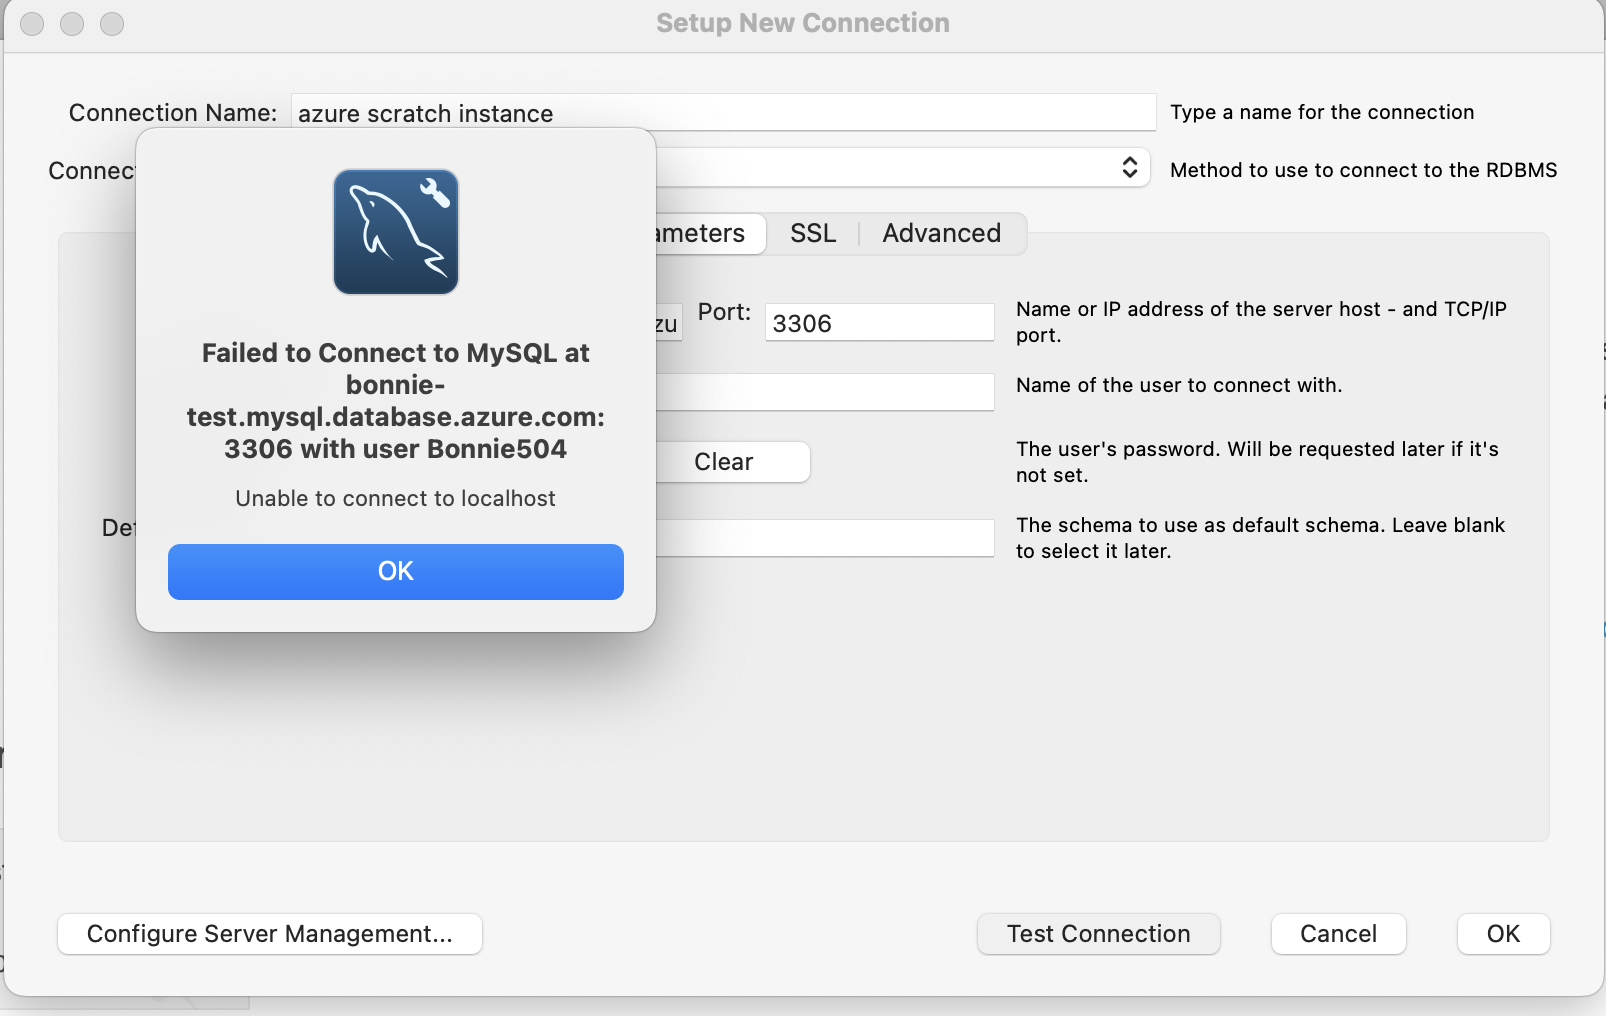 Setup New Connection
Connection Name: azure scratch instance Type a name for the connection
Connec Method to use to connect to the RDBMS
ameters SSL Advanced
zu Port: 3306 Name or IP address of the server host - and TCP/IP
port.
Name of the user to connect with.
Clear The user's password. Will be requested later if it's
not set.
De The schema to use as default schema. Leave blank
to select it later.
Failed to Connect to MySQL at
bonnie-
test.mysql.database.azure.com:
3306 with user Bonnie504
Unable to connect to localhost
OK
Configure Server Management... Test Connection Cancel OK